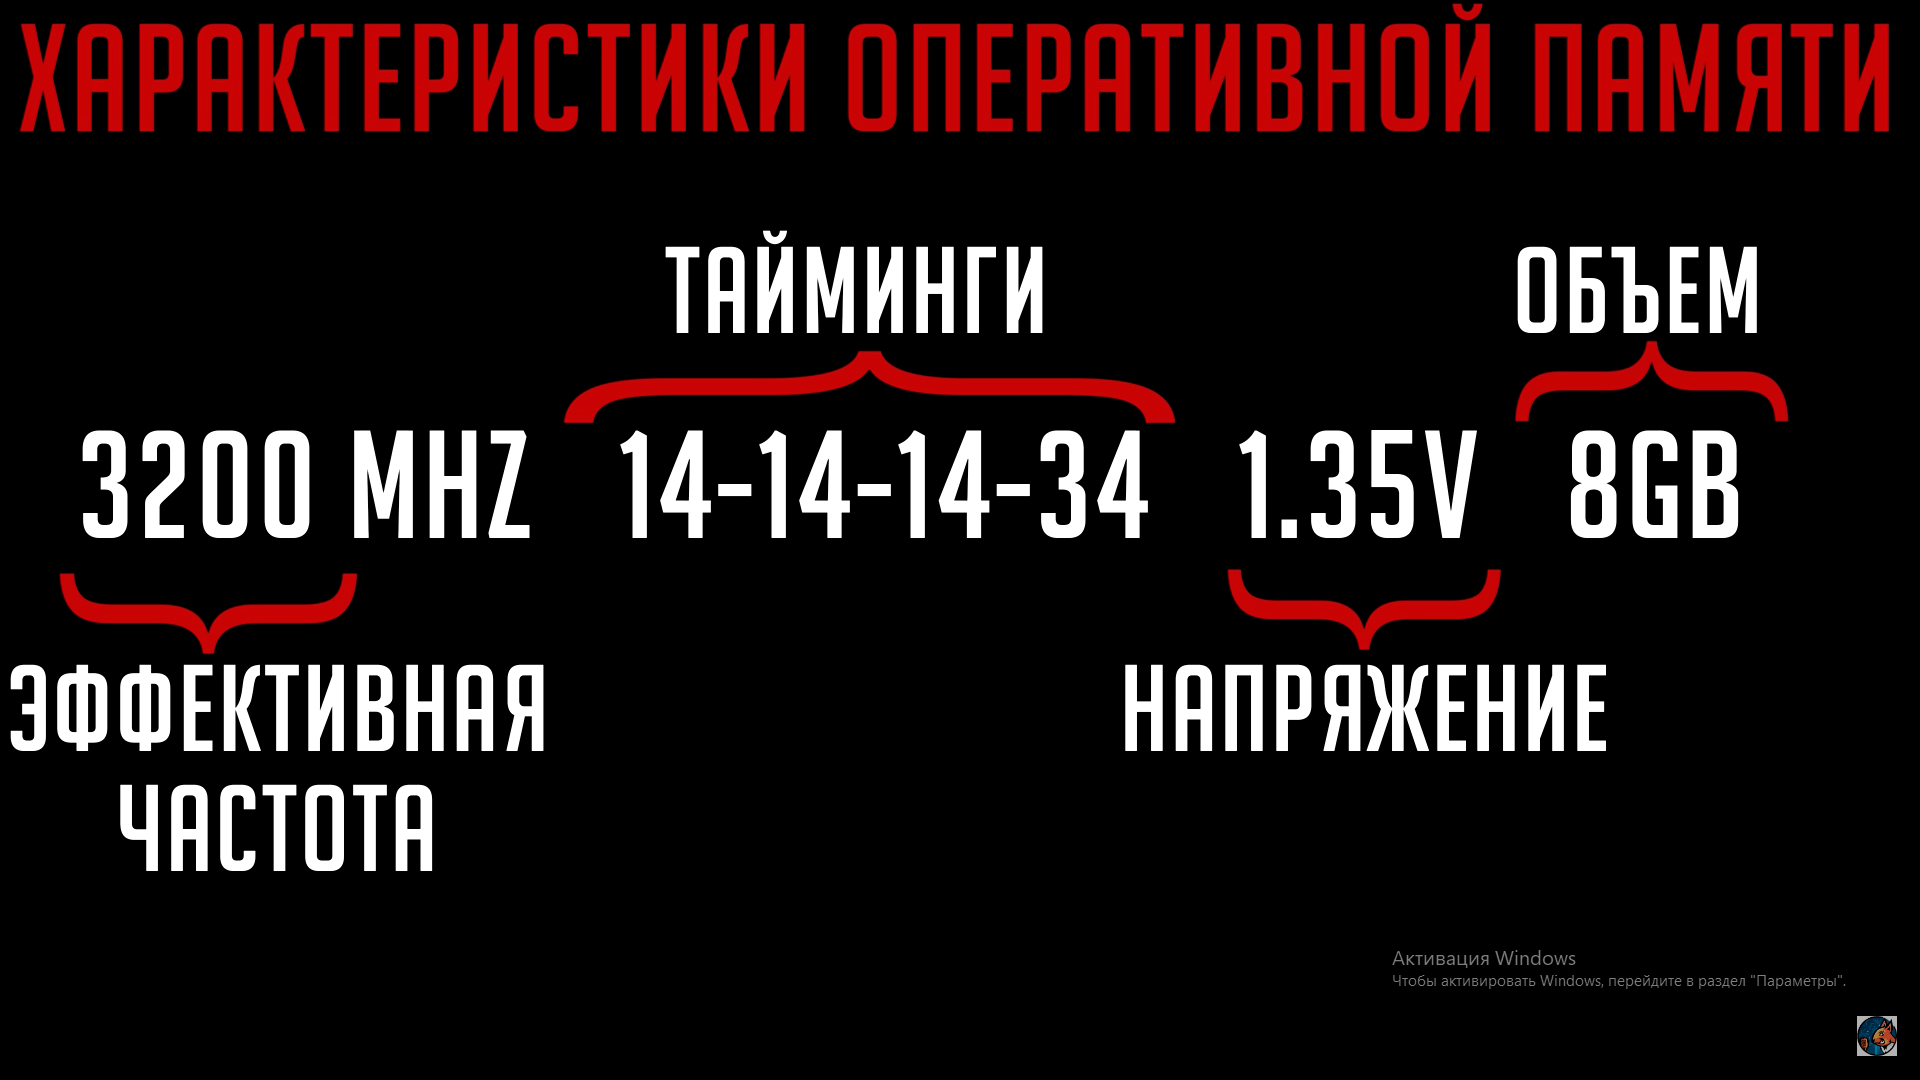 ХАРАКТЕРИСТИКИ ОПЕРАТИВНОЙ ПАМЯТИ
ТАЙМИНГИ
ОБЪЕМ
3200 MHZ 14-14-14-34 1.35V 8GB
ЭФФЕКТИВНАЯ
ЧАСТОТА
НАПРЯЖЕНИЕ
Активация Windows
Чтобы активировать Windows, перейдите в раздел "Параметры".